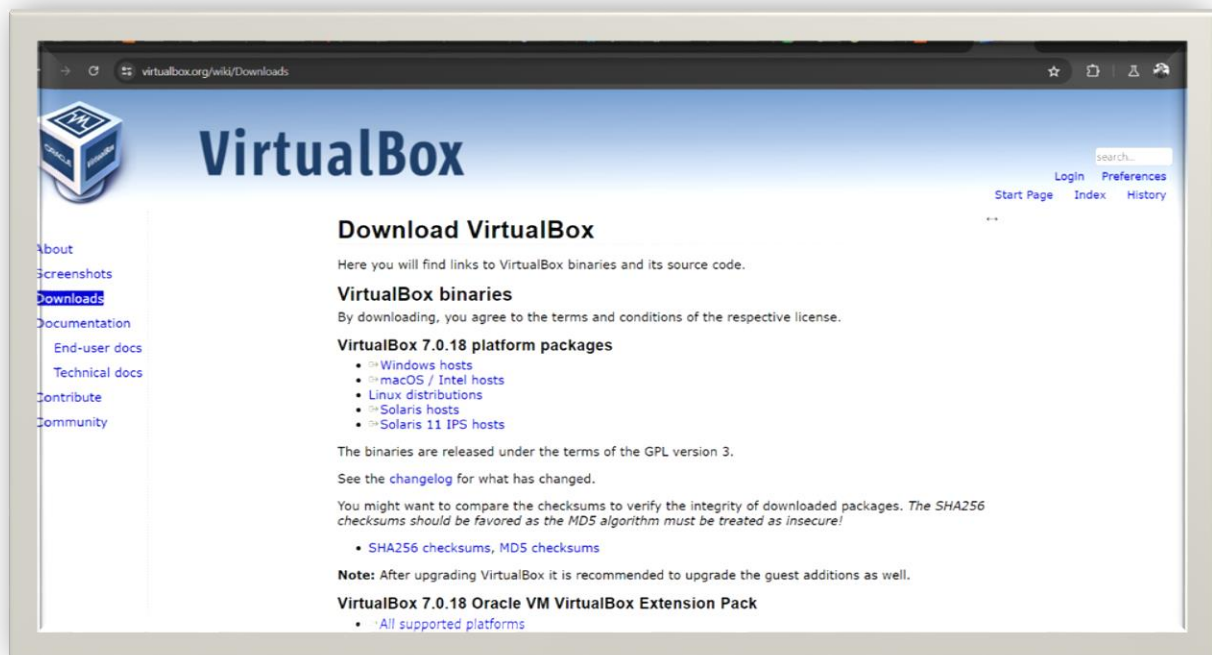 virtualbox.org/wiki/Downloads
ORACLE
VirtualBox
VirtualBox
search...
Login Preferences
Start Page Index History
About
Screenshots
Downloads
Documentation
End-user docs
Technical docs
Contribute
Community
Download VirtualBox
Here you will find links to VirtualBox binaries and its source code.
VirtualBox binaries
By downloading, you agree to the terms and conditions of the respective license.
VirtualBox 7.0.18 platform packages
• Windows hosts
• macOS / Intel hosts
• Linux distributions
• Solaris hosts
• Solaris 11 IPS hosts
The binaries are released under the terms of the GPL version 3.
See the changelog for what has changed.
You might want to compare the checksums to verify the integrity of downloaded packages. The SHA256
checksums should be favored as the MD5 algorithm must be treated as insecure!
• SHA256 checksums, MD5 checksums
Note: After upgrading VirtualBox it is recommended to upgrade the guest additions as well.
VirtualBox 7.0.18 Oracle VM VirtualBox Extension Pack
• All supported platforms